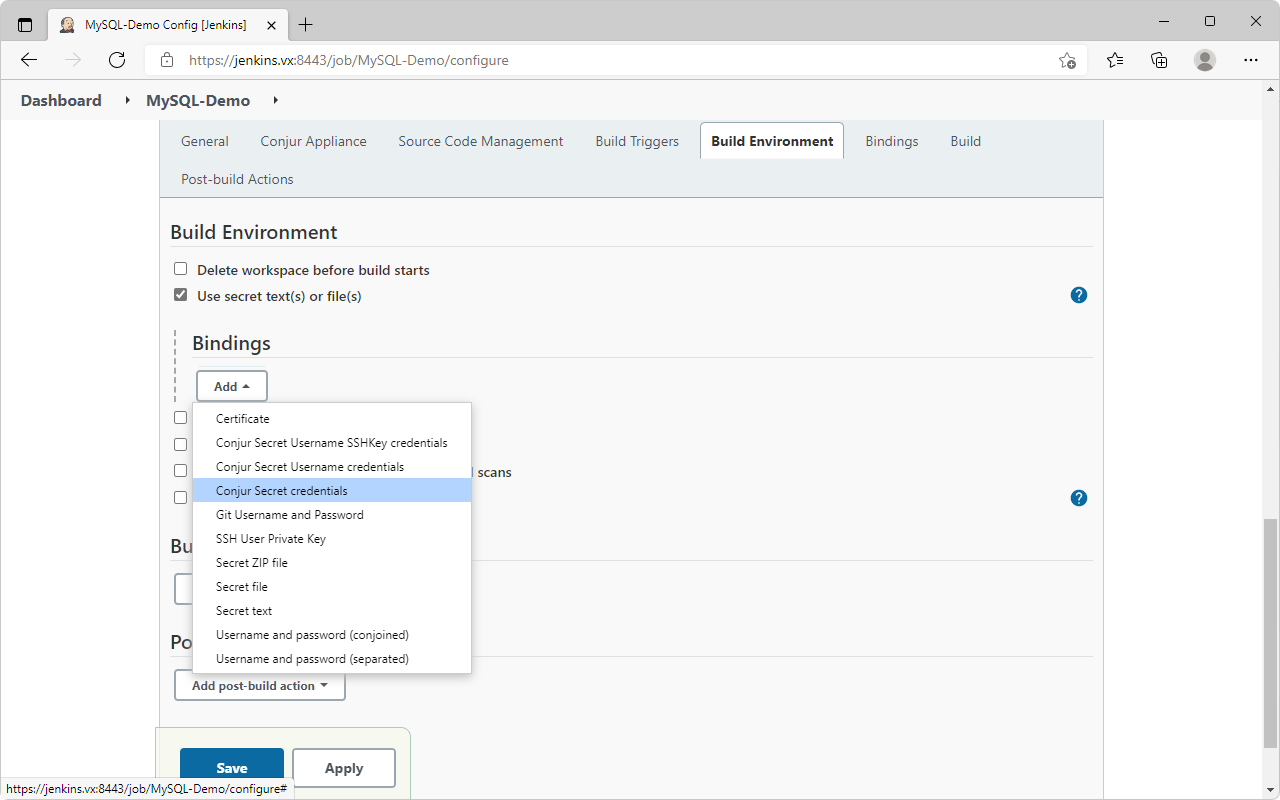 MySQL-Demo Config [Jenkins]
https://jenkins.vx:8443/job/MySQL-Demo/configure
Dashboard MySQL-Demo
General Conjur Appliance Source Code Management Build Triggers Build Environment Bindings Build
Post-build Actions
Build Environment
Delete workspace before build starts
Use secret text(s) or file(s)
?
Bindings
Add
Certificate
Conjur Secret Username SSHKey credentials
Conjur Secret Username credentials
scans
Conjur Secret credentials
?
Git Username and Password
SSH User Private Key
Bu
Secret ZIP file
Secret file
Secret text
Username and password (conjoined)
Po
Username and password (separated)
Add post-build action
Save Apply
https://jenkins.vx:8443/job/MySQL-Demo/configure#